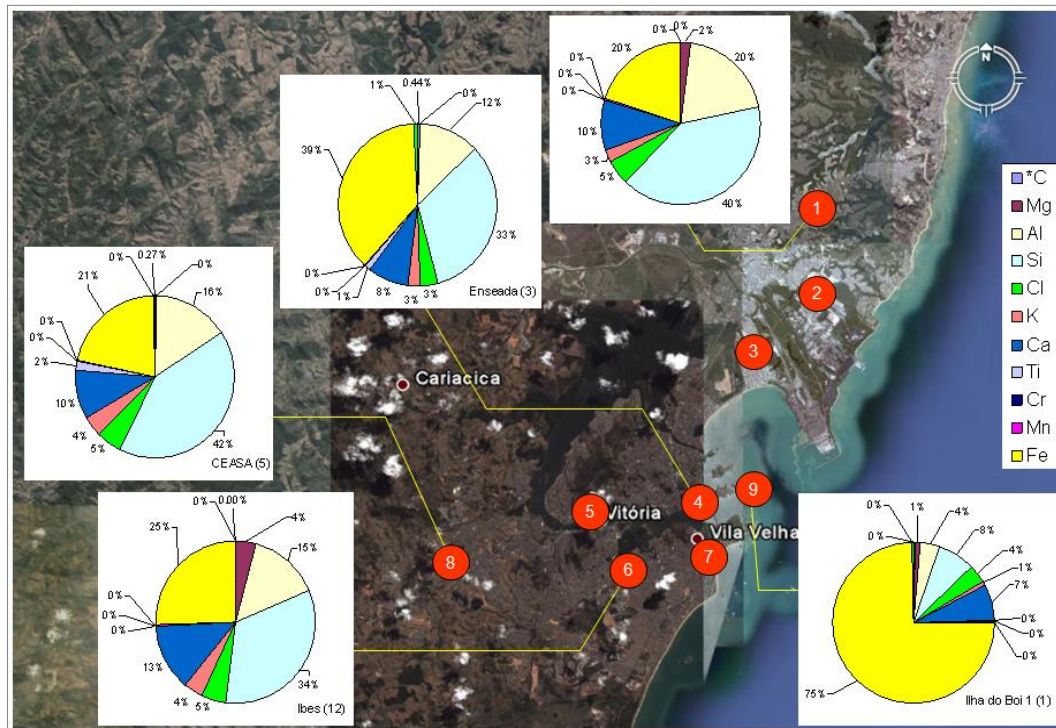 0% 0% 2%
20% 20%
0%
0%
0%
10%
3%
5%
40%
1% 0.44% 0%
12%
39%
33%
0%
0%
1% 8% 3% 3%
Enseada (3)
0% 0.27% 0%
21% 16%
0%
0%
2%
10%
4%
5%
42%
CEASA (5)
0% 0.00% 4%
25% 15%
0%
0%
0%
13%
4% 5%
34%
Ibes (12)
0% 1% 4%
0% 8%
4%
1%
7%
0%
0%
0%
75%
Ilha do Boi 1 (1)
N
*C
Mg
Al
Si
Cl
K
Ca
Ti
Cr
Mn
Fe
1
2
3
Cariacica
4
9
5
Vitória
Vila Velha
7
8
6